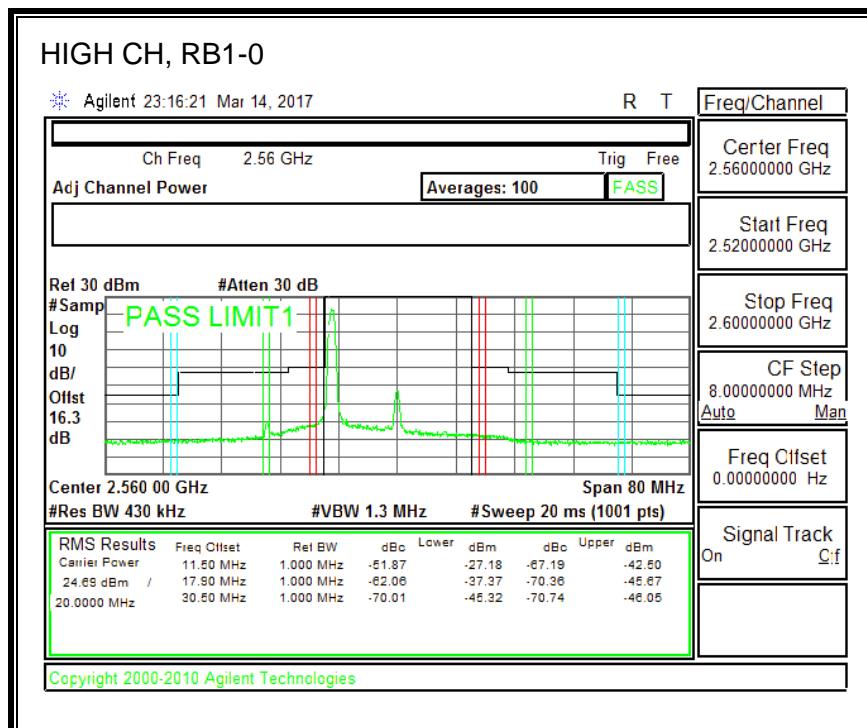 HIGH CH, RB1-0
Agilent 23:16:21 Mar 14, 2017 R T
Freq/Channel
Ch Freq 2.56 GHz Trig Free
Adj Channel Power Averages: 100 PASS
Center Freq
2.56000000 GHz
Start Freq
2.52000000 GHz
Stop Freq
2.60000000 GHz
CF Step
8.00000000 MHz
Auto Man
Freq Offset
0.00000000 Hz
Signal Track
On Off
Ref 30 dBm #Atten 30 dB
#Samp
Log
10
dB/
Offst
16.3
dB
PASS LIMIT1
Center 2.560 00 GHz Span 80 MHz
#Res BW 430 kHz #VBW 1.3 MHz #Sweep 20 ms (1001 pts)
RMS Results Freq Offset Ref BW dBc Lower dBm dBc Upper dBm
Carrier Power 11.50 MHz 1.000 MHz -51.87 -27.18 -67.19 -42.50
24.69 dBm / 17.90 MHz 1.000 MHz -62.06 -37.37 -70.36 -45.67
20.0000 MHz 30.50 MHz 1.000 MHz -70.01 -45.32 -70.74 -46.05
Copyright 2000-2010 Agilent Technologies